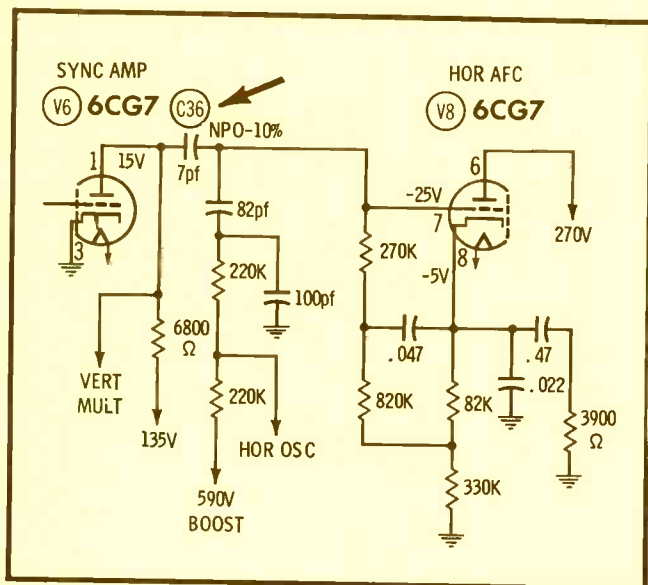 SYNC AMP
V6 6CG7
C36
NPO-10%
7pf
1
15V
3
82pf
220K
100pf
6800
Ω
VERT
MULT
135V
220K
HOR OSC
590V
BOOST
HOR AFC
V8 6CG7
6
-25V
7
8
270V
270K
-5V
.047
.47
.022
820K
82K
3900
Ω
330K